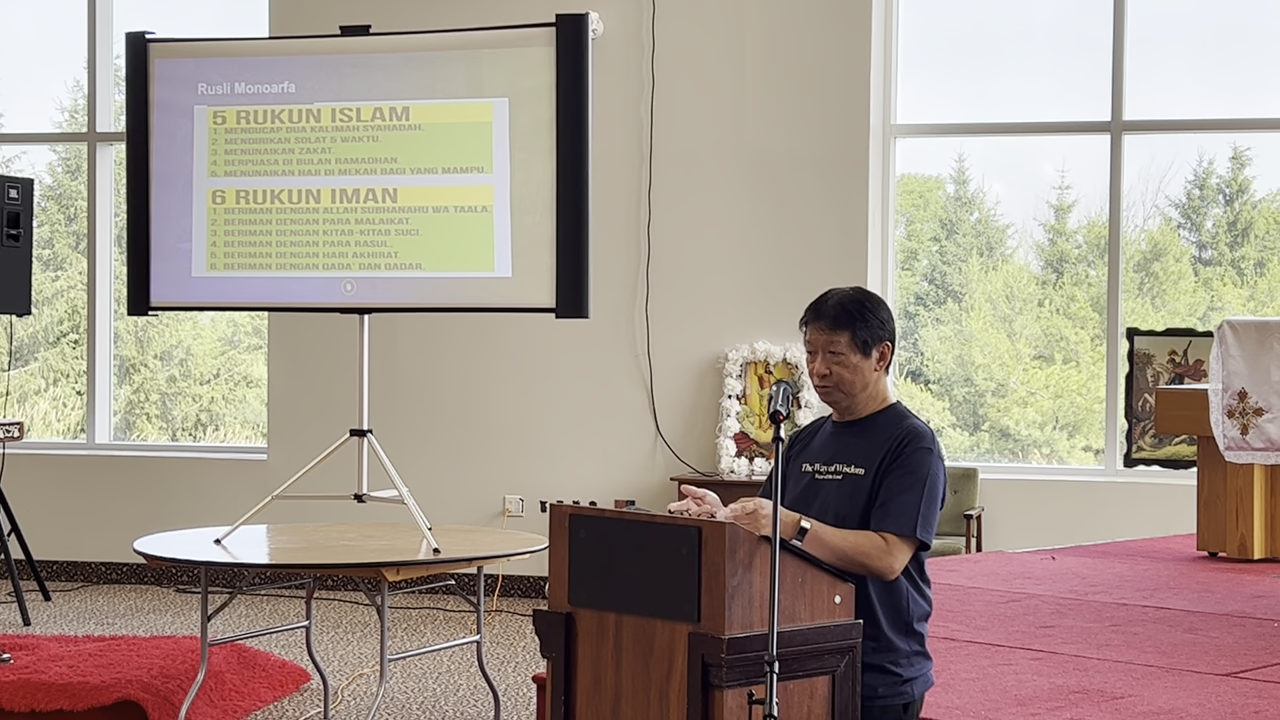 Rusli Monoarfa
5 RUKUN ISLAM
1. MENGUCAP DUA KALIMAH SYAHADAH.
2. MENDIRIKAN SOLAT 5 WAKTU.
3. MENUNAIKAN ZAKAT.
4. BERPUASA DI BULAN RAMADHAN.
5. MENUNAIKAN HAJI DI MEKAH BAGI YANG MAMPU.
6 RUKUN IMAN
1. BERIMAN DENGAN ALLAH SUBHANAHU WA TAALA.
2. BERIMAN DENGAN PARA MALAIKAT.
3. BERIMAN DENGAN KITAB-KITAB SUCI.
4. BERIMAN DENGAN PARA RASUL.
5. BERIMAN DENGAN HARI AKHIRAT.
6. BERIMAN DENGAN QADA' DAN QADAR.
The Way of Wisdom
JBL